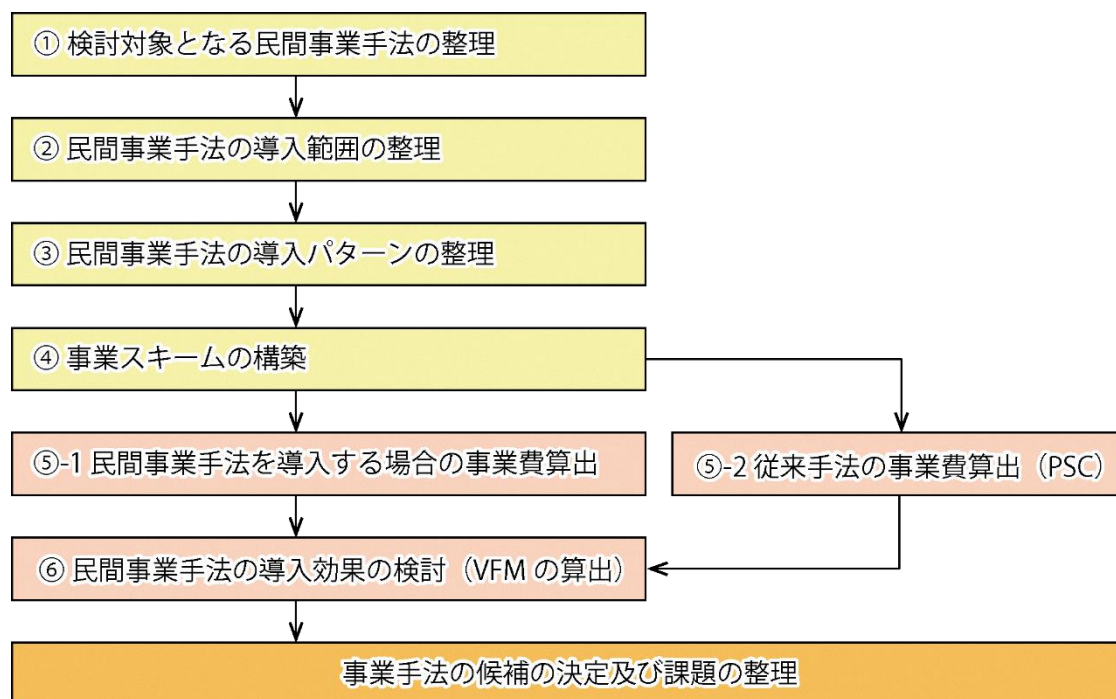 ① 検討対象となる民間事業手法の整理
② 民間事業手法の導入範囲の整理
③ 民間事業手法の導入パターンの整理
④ 事業スキームの構築
⑤-1 民間事業手法を導入する場合の事業費算出
⑤-2 従来手法の事業費算出（PSC）
⑥ 民間事業手法の導入効果の検討（VFM の算出）
事業手法の候補の決定及び課題の整理